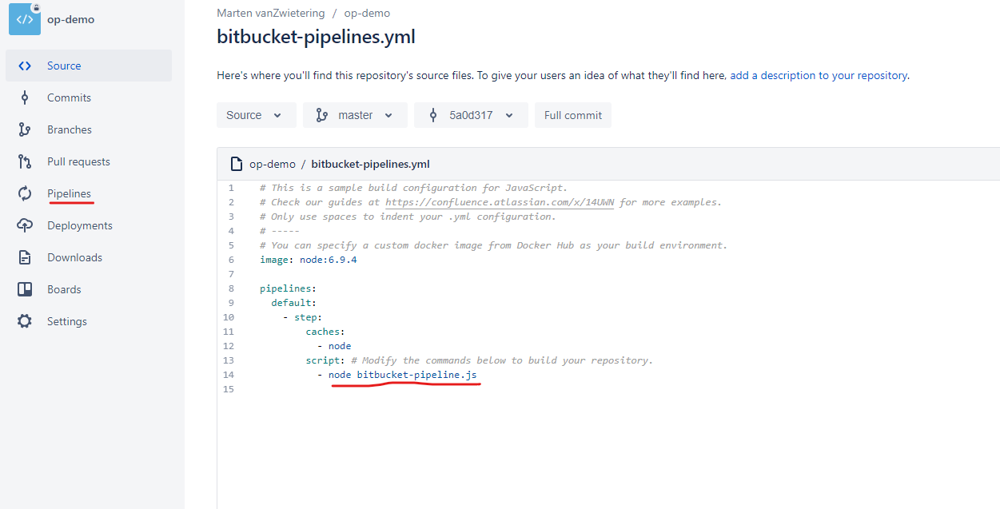 </>
op-demo
Source
Commits
Branches
Pull requests
Pipelines
Deployments
Downloads
Boards
Settings
Marten vanZwietering / op-demo
bitbucket-pipelines.yml
Here's where you'll find this repository's source files. To give your users an idea of what they'll find here, add a description to your repository.
Source master 5a0d317 Full commit
op-demo / bitbucket-pipelines.yml
1 # This is a sample build configuration for JavaScript.
2 # Check our guides at https://confluence.atlassian.com/x/14UWN for more examples.
3 # Only use spaces to indent your .yml configuration.
4 # -----
5 # You can specify a custom docker image from Docker Hub as your build environment.
6 image: node:6.9.4
7
8 pipelines:
9   default:
10     - step:
11         caches:
12           - node
13         script: # Modify the commands below to build your repository.
14           - node bitbucket-pipeline.js
15